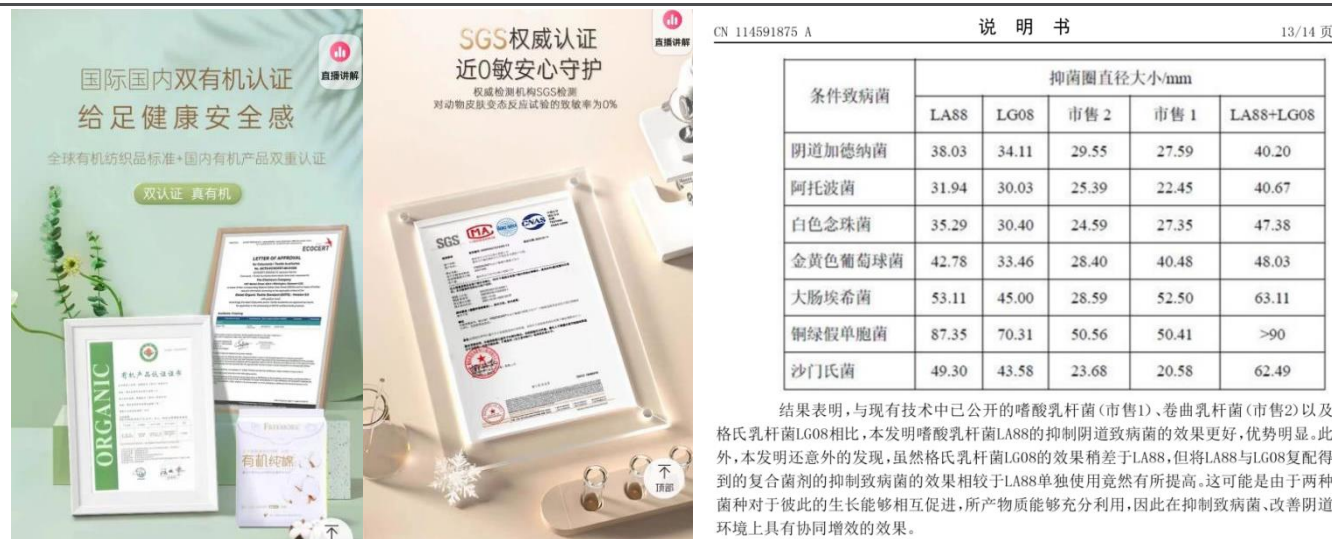 国际国内双有机认证
给足健康安全感
全球有机纺织品标准+国内有机产品双重认证
双认证 真有机
直播讲解
ECOCERT
LETTER OF APPROVAL
ORGANIC
有机产品认证证书
FREEMORE
有机纯棉
SGS权威认证
近0敏安心守护
权威检测机构SGS检测
对动物皮肤变态反应试验的致敏率为0%
直播讲解
SGS
MA
CNAS
顶部
CN 114591875 A
说 明 书
13/14 页
条件致病菌 抑菌圈直径大小/mm
LA88 LG08 市售 2 市售 1 LA88+LG08
阴道加德纳菌 38.03 34.11 29.55 27.59 40.20
阿托波菌 31.94 30.03 25.39 22.45 40.67
白色念珠菌 35.29 30.40 24.59 27.35 47.38
金黄色葡萄球菌 42.78 33.46 28.40 40.48 48.03
大肠埃希菌 53.11 45.00 28.59 52.50 63.11
铜绿假单胞菌 87.35 70.31 50.56 50.41 >90
沙门氏菌 49.30 43.58 23.68 20.58 62.49
结果表明,与现有技术中已公开的嗜酸乳杆菌(市售1)、卷曲乳杆菌(市售2)以及
格氏乳杆菌LG08相比,本发明嗜酸乳杆菌LA88的抑制阴道致病菌的效果更好,优势明显。此
外,本发明还意外的发现,虽然格氏乳杆菌LG08的效果稍差于LA88,但将LA88与LG08复配得
到的复合菌剂的抑制致病菌的效果相较于LA88单独使用竟然有所提高。这可能是由于两种
菌种对于彼此的生长能够相互促进,所产物质能够充分利用,因此在抑制致病菌、改善阴道
环境上具有协同增效的效果。